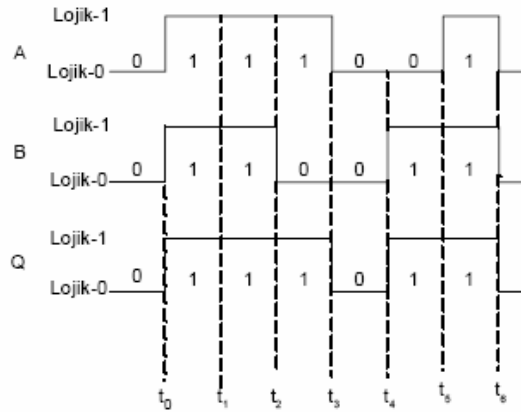 Lojik-1
A
0 1 1 1 0 0 1
Lojik-0
Lojik-1
B
0 1 1 0 0 1 1
Lojik-0
Lojik-1
Q
0 1 1 1 0 1 1
Lojik-0
t₀ t₁ t₂ t₃ t₄ t₅ t₆